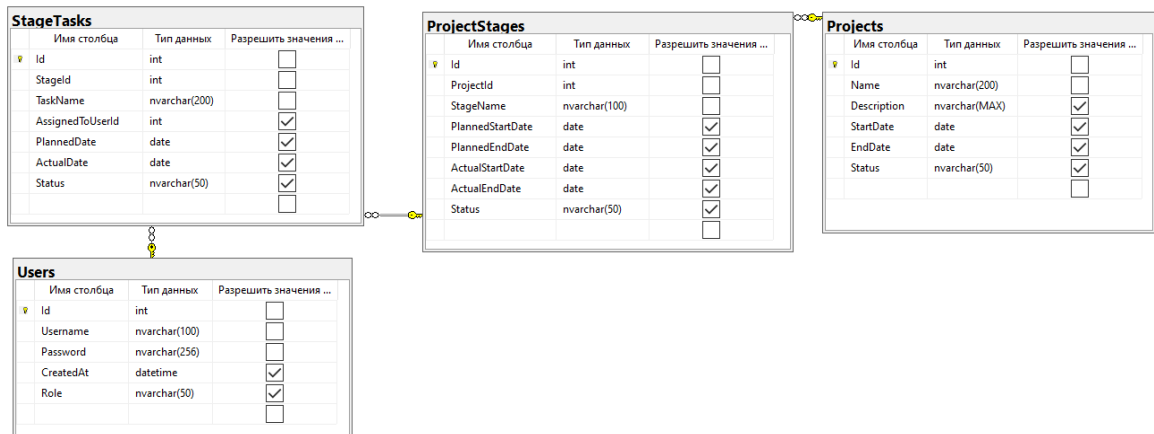 StageTasks
Имя столбца Тип данных Разрешить значения ...
Id int
StageId int
TaskName nvarchar(200)
AssignedToUserId int
PlannedDate date
ActualDate date
Status nvarchar(50)
ProjectStages
Имя столбца Тип данных Разрешить значения ...
Id int
ProjectId int
StageName nvarchar(100)
PlannedStartDate date
PlannedEndDate date
ActualStartDate date
ActualEndDate date
Status nvarchar(50)
Projects
Имя столбца Тип данных Разрешить значения ...
Id int
Name nvarchar(200)
Description nvarchar(MAX)
StartDate date
EndDate date
Status nvarchar(50)
Users
Имя столбца Тип данных Разрешить значения ...
Id int
Username nvarchar(100)
Password nvarchar(256)
CreatedAt datetime
Role nvarchar(50)